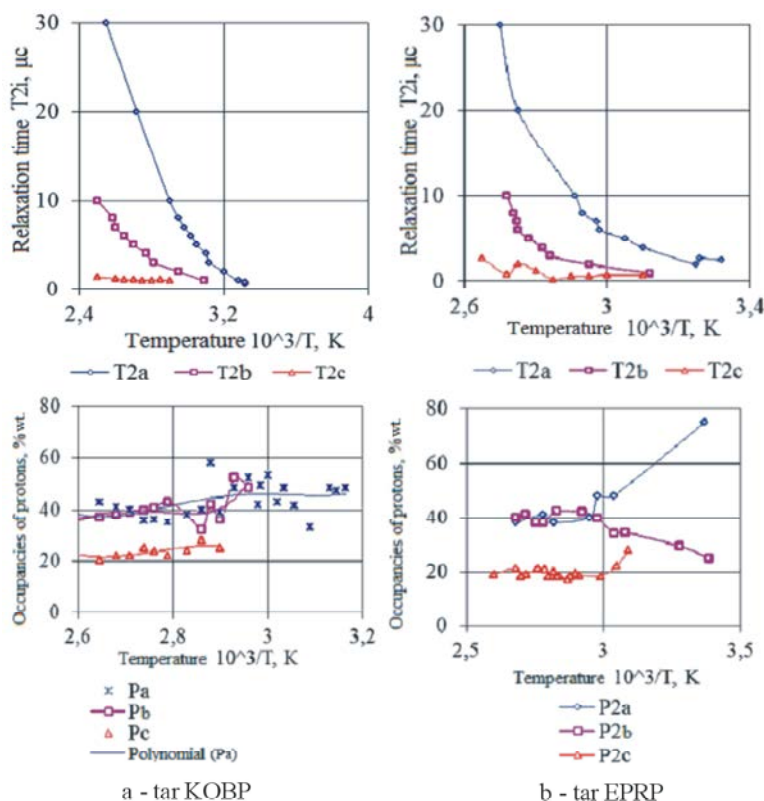 30
20
10
0
Relaxation time T2i, μc
2,4
3,2
4
Temperature 10^3/T, K
T2a T2b T2c
30
20
10
0
Relaxation time T2i, μc
2,6
3
3,4
Temperature 10^3/T, K
T2a T2b T2c
80
60
40
20
0
Occupancies of protons, %wt.
2,6
2,8
3
3,2
Temperature 10^3/T, K
Pa
Pb
Pc
Polynomial (Pa)
a - tar KOBP
80
60
40
20
0
Occupancies of protons, %wt.
2,5
3
3,5
Temperature 10^3/T, K
P2a
P2b
P2c
b - tar EPRP